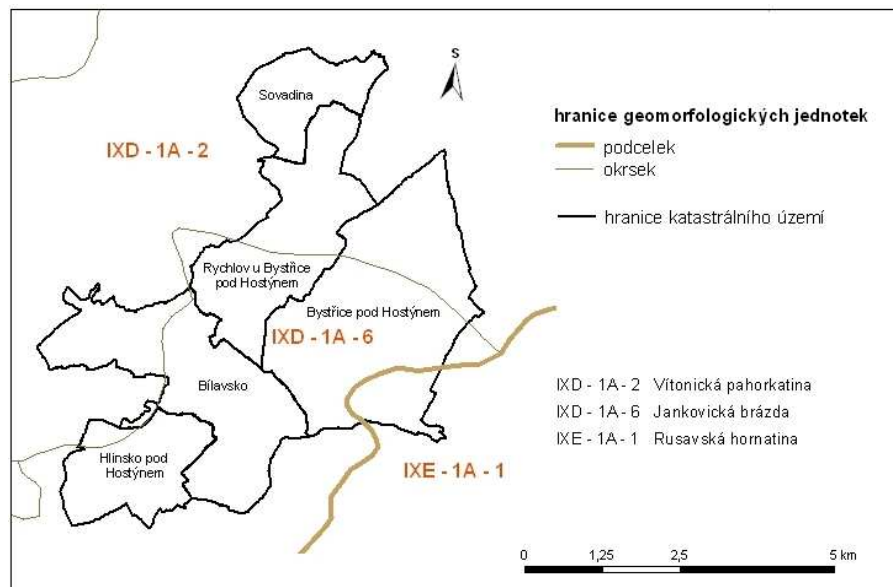 S
Sovadina
IXD - 1A - 2
Rychlov u Bystřice
pod Hostýnem
Bystřice pod Hostýnem
IXD - 1A - 6
Bílavsko
Hlinsko pod
Hostýnem
IXE - 1A - 1
hranice geomorfologických jednotek
podcelek
okrsek
hranice katastrálního území
IXD - 1A - 2 Vítonická pahorkatina
IXD - 1A - 6 Jankovická brázda
IXE - 1A - 1 Rusavská hornatina
0 1,25 2,5 5 km